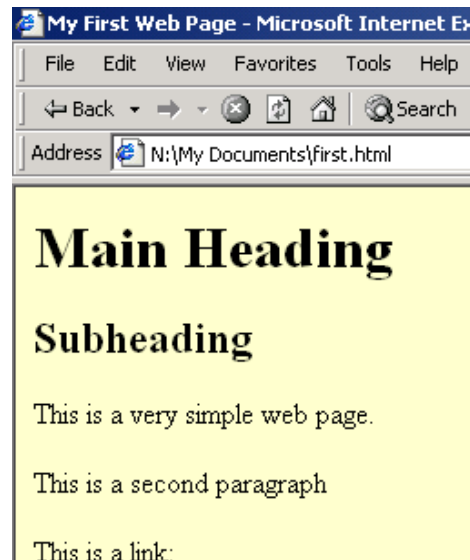 My First Web Page - Microsoft Internet
File Edit View Favorites Tools Help
Back Search
Address N:\My Documents\first.html
Main Heading
Subheading
This is a very simple web page.
This is a second paragraph
This is a link: